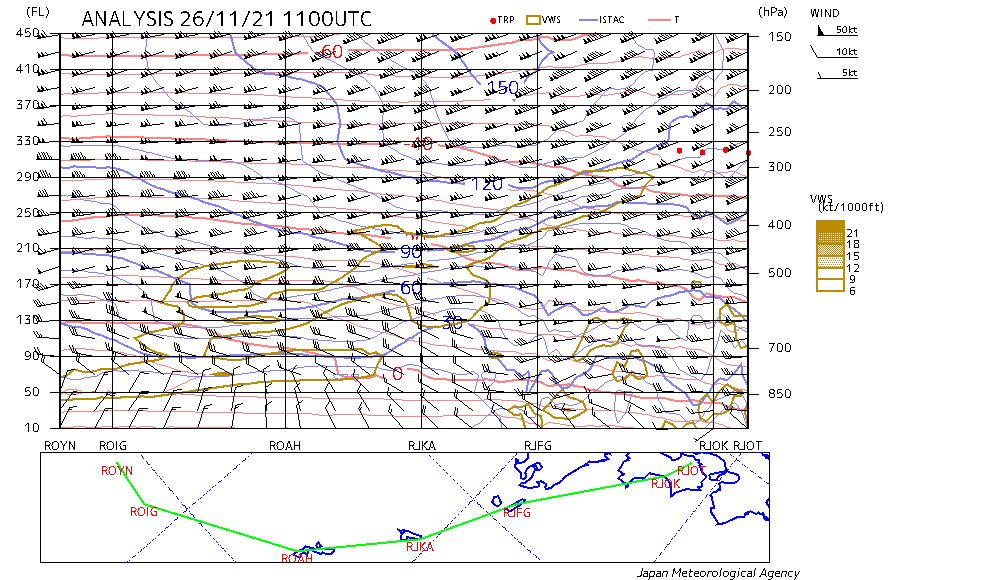 (FL) ANALYSIS 26/11/21 1100UTC TRP VWS ISTAC T (hPa) WIND
450 -60 150 50kt
10kt
410 5kt
150 200
370
250
330 -40
300
290 120
VWS
(kt/1000ft)
250 400
21
210 90 18
15
500 12
170 60 9
6
130 30
700
90
0
50 850
10
ROYN ROIG ROAH RJKA RJFG RJOK RJOT
ROYN RJOT
RJOK
ROIG RJFG
RJKA
ROAH
Japan Meteorological Agency